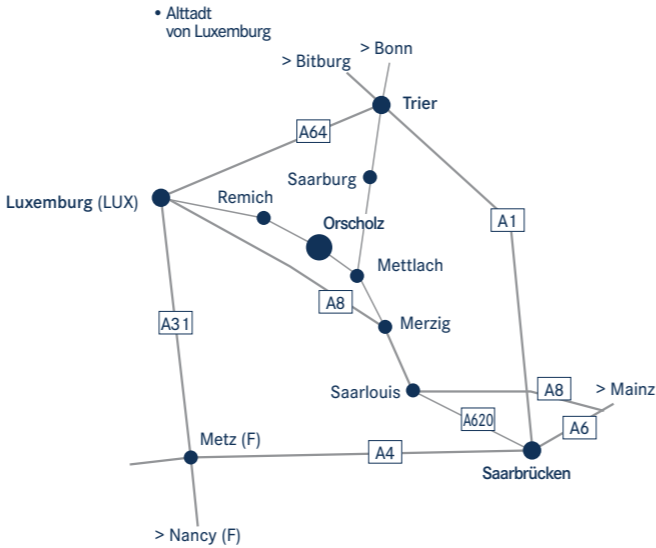 • Alttadt
von Luxemburg
> Bonn
> Bitburg
Trier
A64
Saarburg
Remich
Luxemburg (LUX)
Orscholz
A1
Mettlach
A8
A31
Merzig
Saarlouis
A8
> Mainz
A620
A6
Metz (F)
A4
Saarbrücken
> Nancy (F)